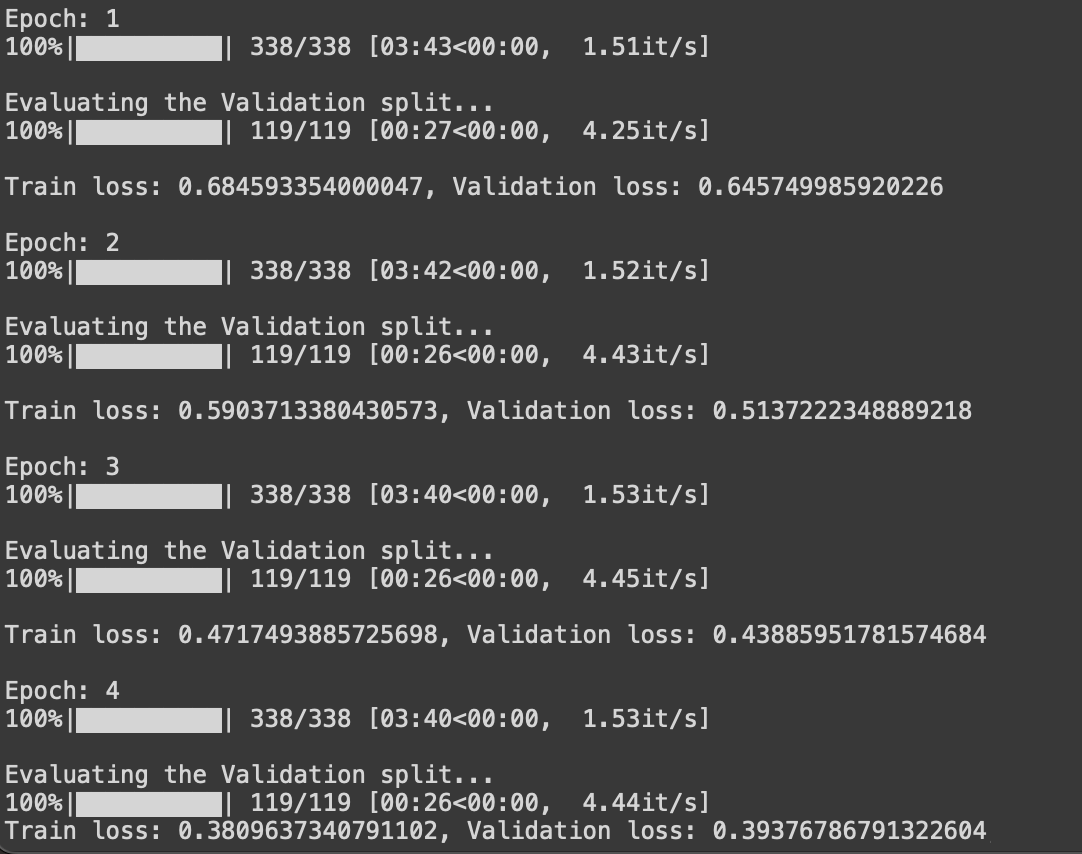 Epoch: 1
100%|██████████| 338/338 [03:43<00:00,  1.51it/s]
Evaluating the Validation split...
100%|██████████| 119/119 [00:27<00:00,  4.25it/s]
Train loss: 0.684593354000047, Validation loss: 0.645749985920226
Epoch: 2
100%|██████████| 338/338 [03:42<00:00,  1.52it/s]
Evaluating the Validation split...
100%|██████████| 119/119 [00:26<00:00,  4.43it/s]
Train loss: 0.5903713380430573, Validation loss: 0.5137222348889218
Epoch: 3
100%|██████████| 338/338 [03:40<00:00,  1.53it/s]
Evaluating the Validation split...
100%|██████████| 119/119 [00:26<00:00,  4.45it/s]
Train loss: 0.4717493885725698, Validation loss: 0.43885951781574684
Epoch: 4
100%|██████████| 338/338 [03:40<00:00,  1.53it/s]
Evaluating the Validation split...
100%|██████████| 119/119 [00:26<00:00,  4.44it/s]
Train loss: 0.3809637340791102, Validation loss: 0.39376786791322604